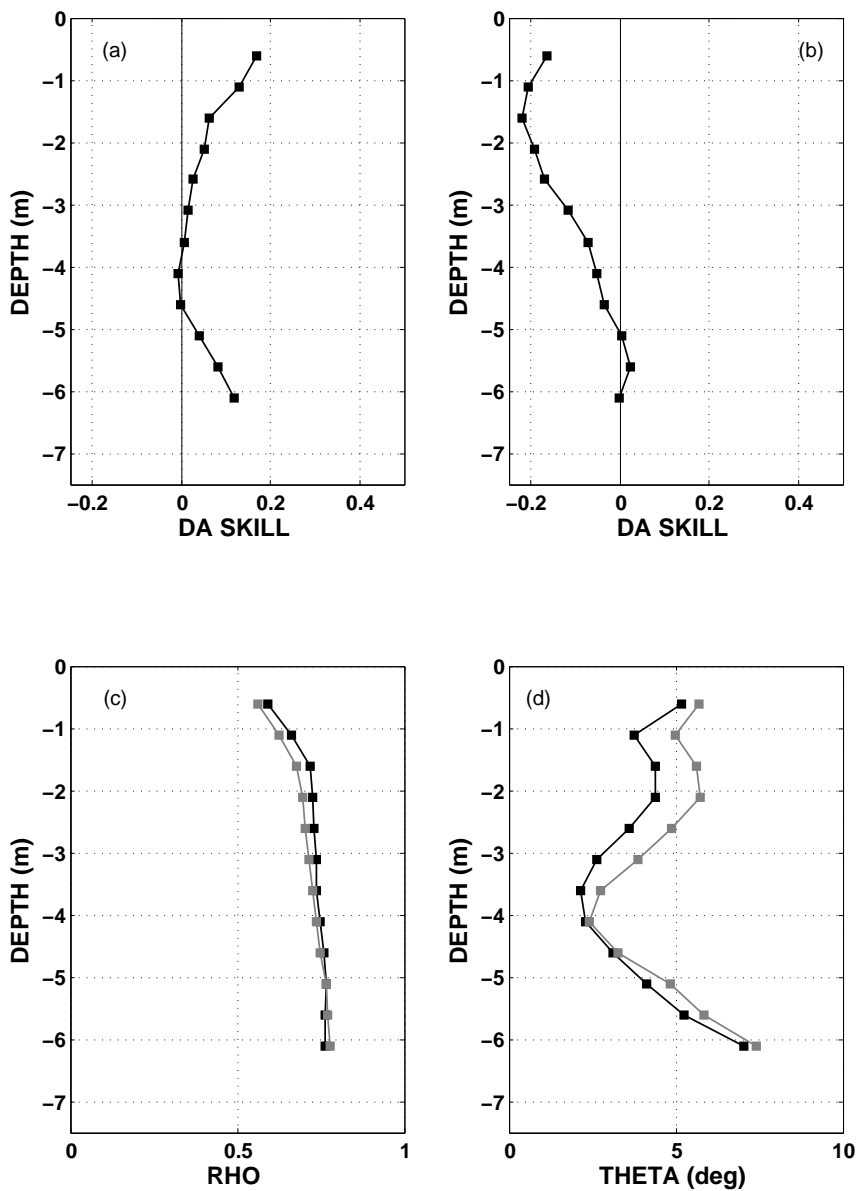 (a)
0
−1
−2
−3
−4
−5
−6
−7
DEPTH (m)
−0.2 0 0.2 0.4
DA SKILL
(b)
0
−1
−2
−3
−4
−5
−6
−7
DEPTH (m)
−0.2 0 0.2 0.4
DA SKILL
(c)
0
−1
−2
−3
−4
−5
−6
−7
DEPTH (m)
0 0.5 1
RHO
(d)
0
−1
−2
−3
−4
−5
−6
−7
DEPTH (m)
0 5 10
THETA (deg)